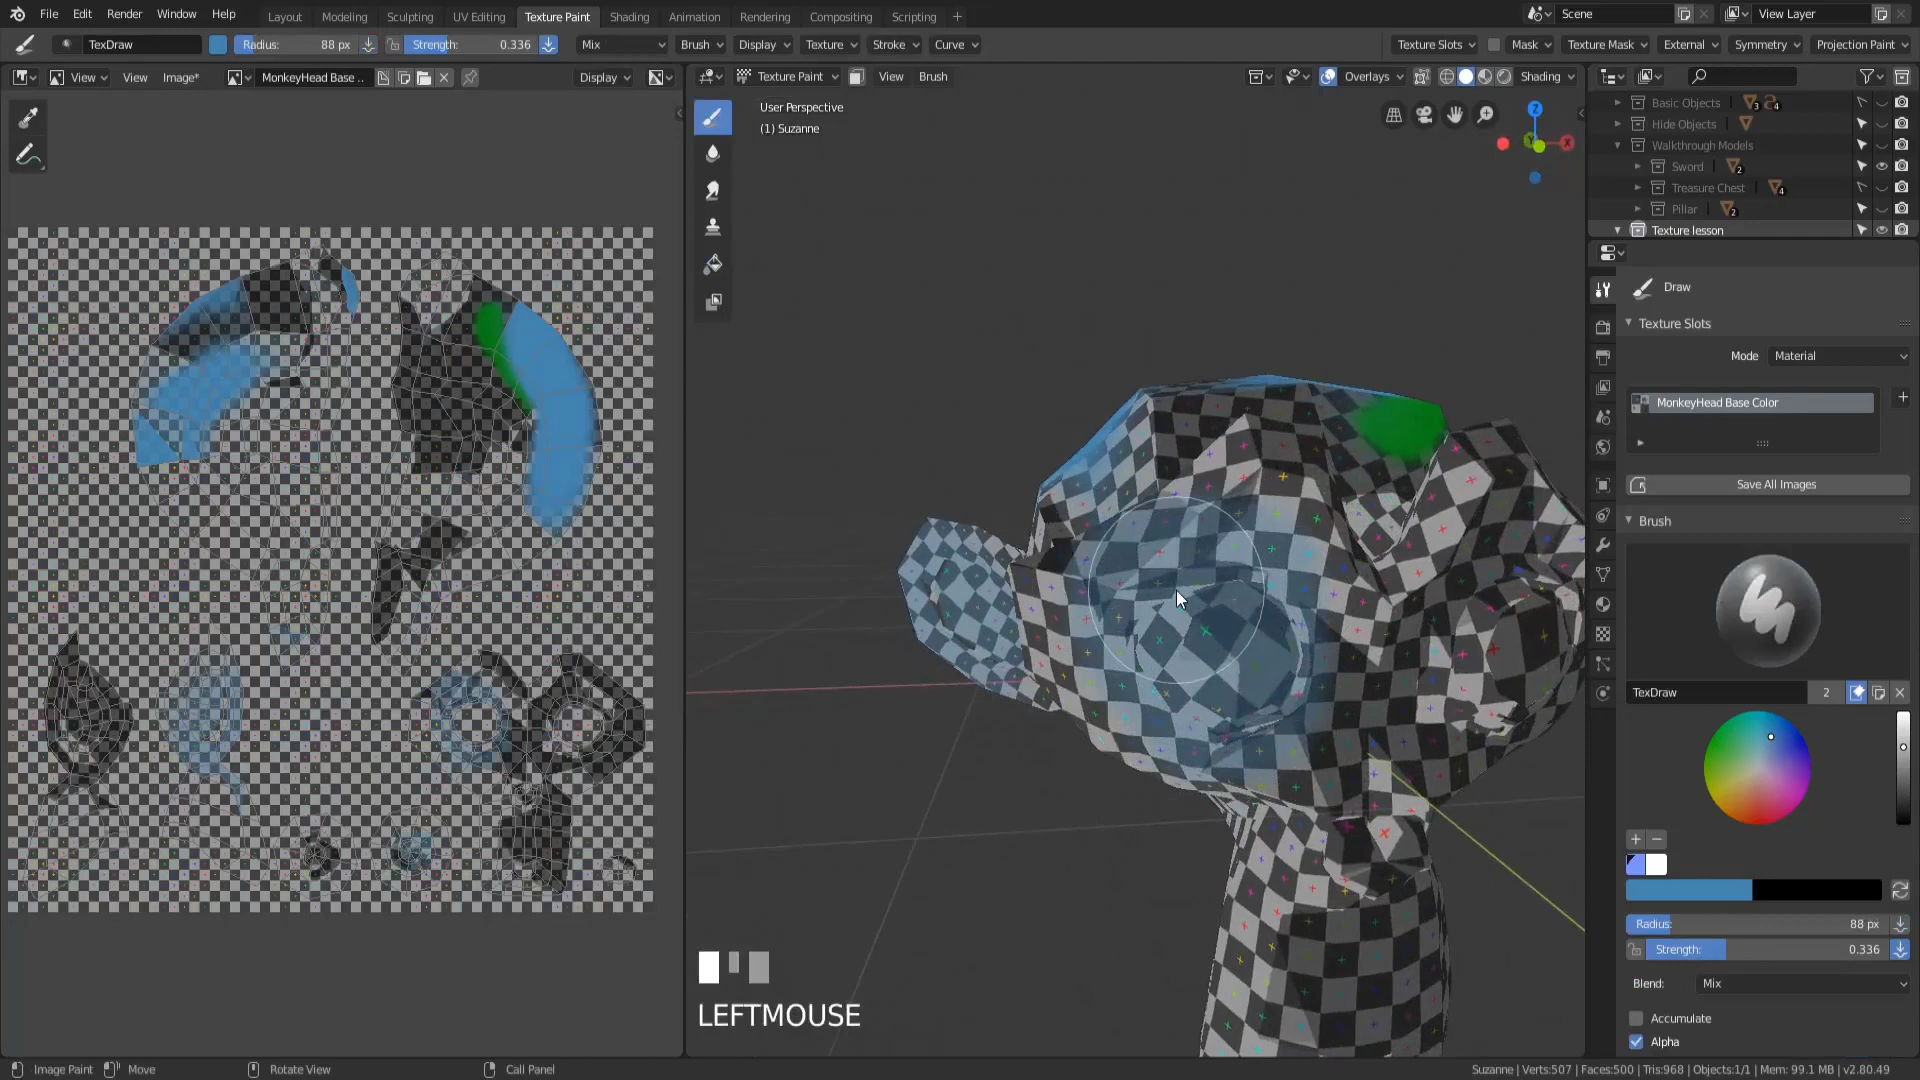 File Edit Render Window Help Layout Modeling Sculpting UV Editing Texture Paint Shading Animation Rendering Compositing Scripting + Scene View Layer
TexDraw Radius: 88 px Strength: 0.336 Mix Brush Display Texture Stroke Curve Texture Slots Mask Texture Mask External Symmetry Projection Paint
View View Image* MonkeyHead Base .. Display Texture Paint View Brush Overlays Shading
User Perspective
(1) Suzanne
Z
Y
X
Basic Objects 3 4
Hide Objects
Walkthrough Models
Sword 2
Treasure Chest 4
Pillar 2
Texture lesson
Draw
Texture Slots
Mode Material
MonkeyHead Base Color
Save All Images
Brush
TexDraw 2
Radius: 88 px
Strength: 0.336
Blend: Mix
Accumulate
Alpha
LEFTMOUSE
Image Paint Move Rotate View Call Panel Suzanne | Verts:507 | Faces:500 | Tris:968 | Objects:1/1 | Mem: 99.1 MB | v2.80.49